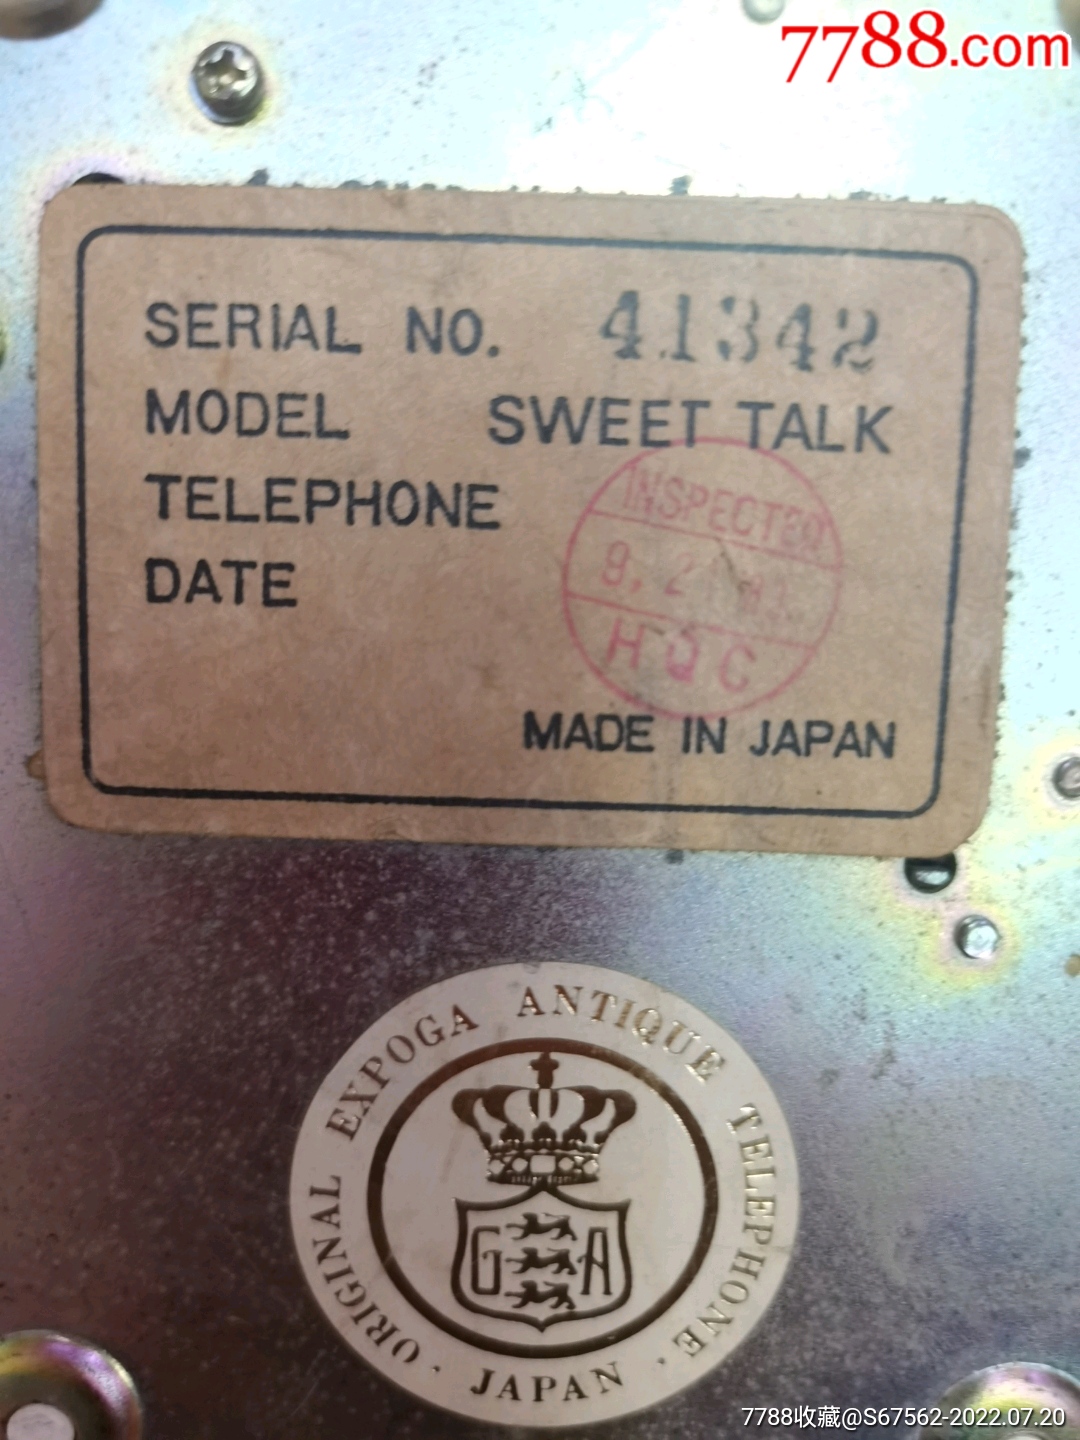 7788.com
SERIAL NO. 41342
MODEL SWEET TALK
TELEPHONE
DATE
INSPECTED
H Q C
MADE IN JAPAN
ORIGINAL EXPOGA ANTIQUE TELEPHONE · JAPAN ·
G A
7788收藏@S67562-2022.07.20